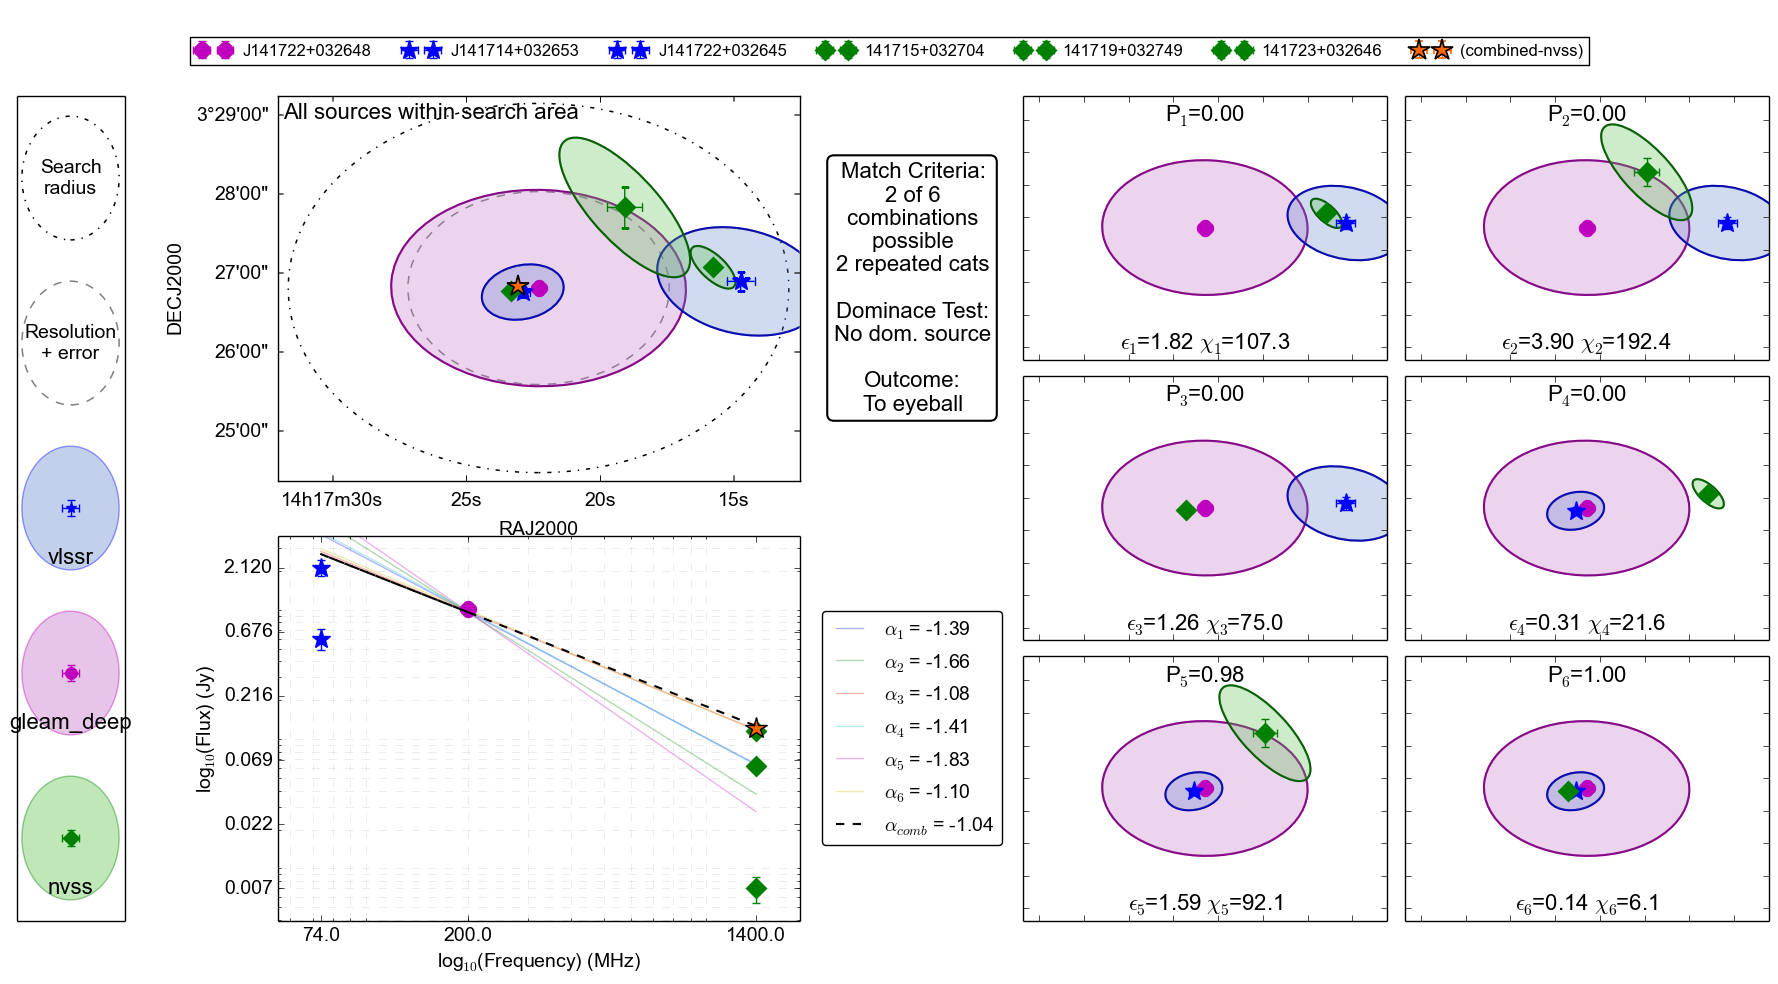 J141722+032648 J141714+032653 J141722+032645 141715+032704 141719+032749 141723+032646 (combined-nvss)
Search
radius
Resolution
+ error
vlssr
gleam_deep
nvss
All sources within search area
3°29'00"
28'00"
27'00"
26'00"
25'00"
DECJ2000
14h17m30s 25s 20s 15s
RAJ2000
Match Criteria:
2 of 6
combinations
possible
2 repeated cats
Dominace Test:
No dom. source
Outcome:
To eyeball
2.120
0.676
0.216
0.069
0.022
0.007
log10(Flux) (Jy)
74.0 200.0 1400.0
log10(Frequency) (MHz)
α1 = -1.39
α2 = -1.66
α3 = -1.08
α4 = -1.41
α5 = -1.83
α6 = -1.10
αcomb = -1.04
P1=0.00
ϵ1=1.82 χ1=107.3
P2=0.00
ϵ2=3.90 χ2=192.4
P3=0.00
ϵ3=1.26 χ3=75.0
P4=0.00
ϵ4=0.31 χ4=21.6
P5=0.98
ϵ5=1.59 χ5=92.1
P6=1.00
ϵ6=0.14 χ6=6.1